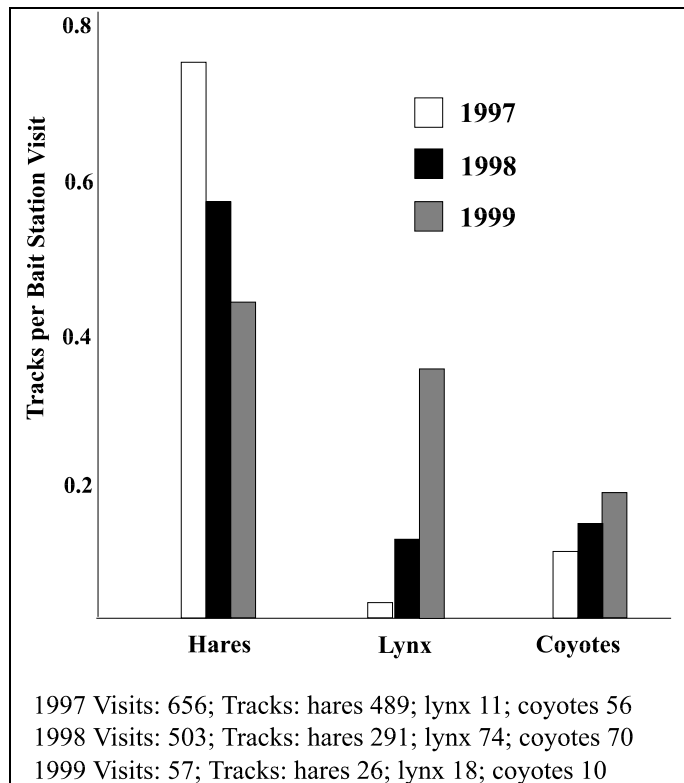 0.8
Tracks per Bait Station Visit
1997
0.6
1998
1999
0.4
0.2
Hares
Lynx
Coyotes
1997 Visits: 656; Tracks: hares 489; lynx 11; coyotes 56
1998 Visits: 503; Tracks: hares 291; lynx 74; coyotes 70
1999 Visits: 57; Tracks: hares 26; lynx 18; coyotes 10